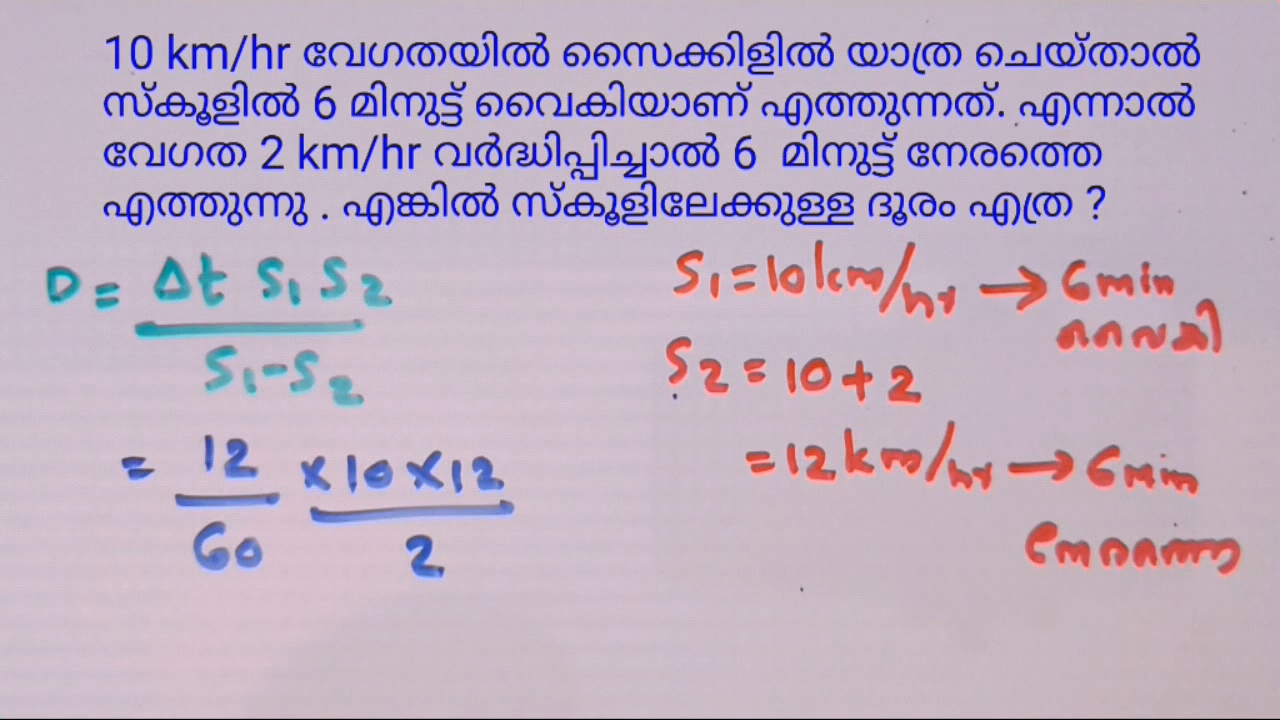 10 km/hr വേഗതയിൽ സൈക്കിളിൽ യാത്ര ചെയ്താൽ
സ്കൂളിൽ 6 മിനുട്ട് വൈകിയാണ് എത്തുന്നത്. എന്നാൽ
വേഗത 2 km/hr വർദ്ധിപ്പിച്ചാൽ 6 മിനുട്ട് നേരത്തെ
എത്തുന്നു . എങ്കിൽ സ്കൂളിലേക്കുള്ള ദൂരം എത്ര ?
D = Δt S₁ S₂
S₁-S₂
= 12 × 10 × 12
60 2
S₁ = 10 km/hr → 6 min
വൈകി
S₂ = 10 + 2
= 12 km/hr → 6 min
നേരത്തെ